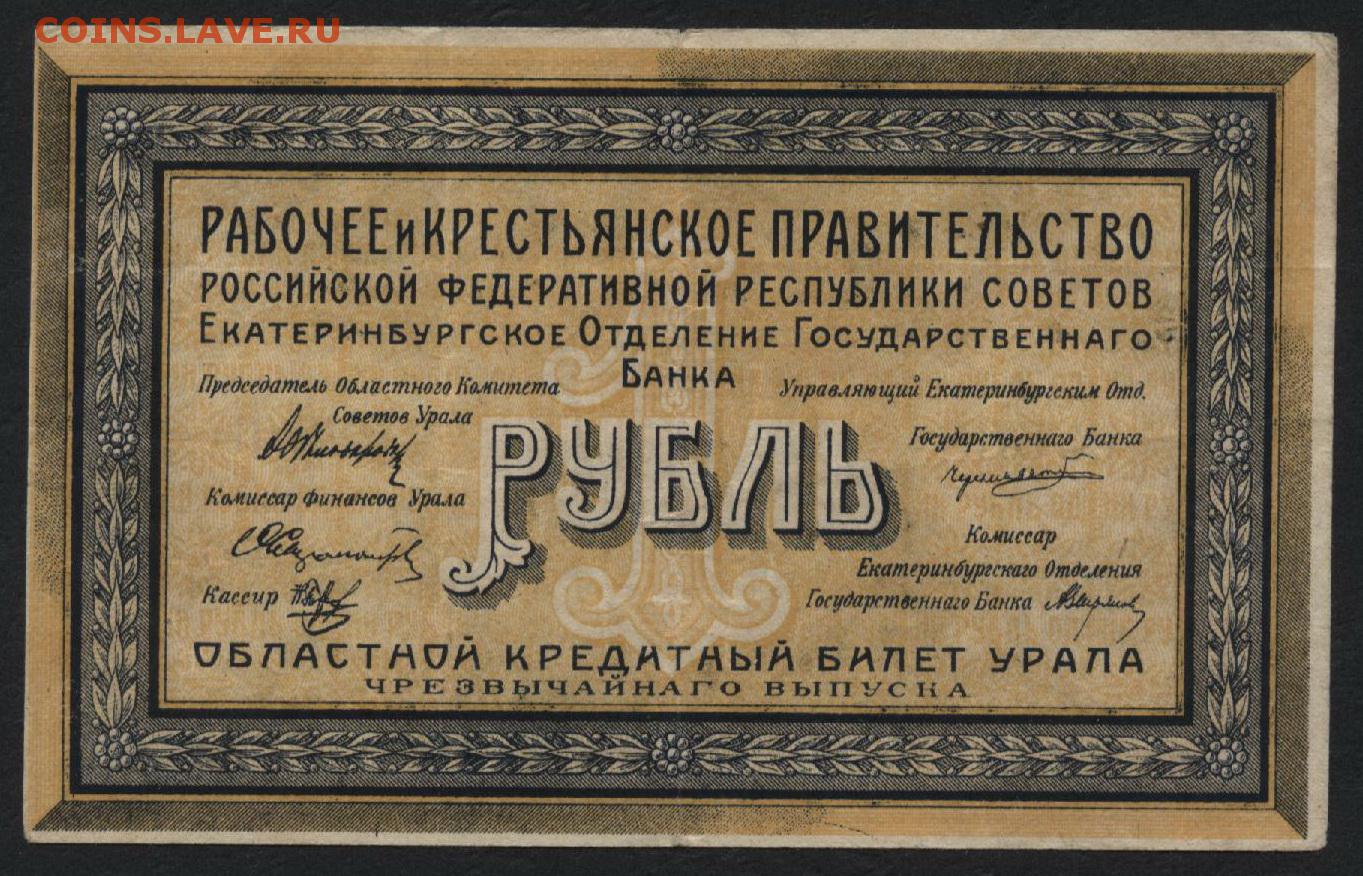 COINS.LAVE.RU
РАБОЧЕЕ и КРЕСТЬЯНСКОЕ ПРАВИТЕЛЬСТВО
РОССИЙСКОЙ ФЕДЕРАТИВНОЙ РЕСПУБЛИКИ СОВЕТОВ
ЕКАТЕРИНБУРГСКОЕ ОТДЕЛЕНИЕ ГОСУДАРСТВЕННАГО
БАНКА
Председатель Областного Комитета
Советов Урала
Комиссар финансов Урала
Кассир
1
РУБЛЬ
Управляющий Екатеринбургским Отд.
Государственнаго Банка
Комиссар
Екатеринбургскаго Отделения
Государственнаго Банка
ОБЛАСТНОЙ КРЕДИТНЫЙ БИЛЕТ УРАЛА
ЧРЕЗВЫЧАЙНАГО ВЫПУСКА